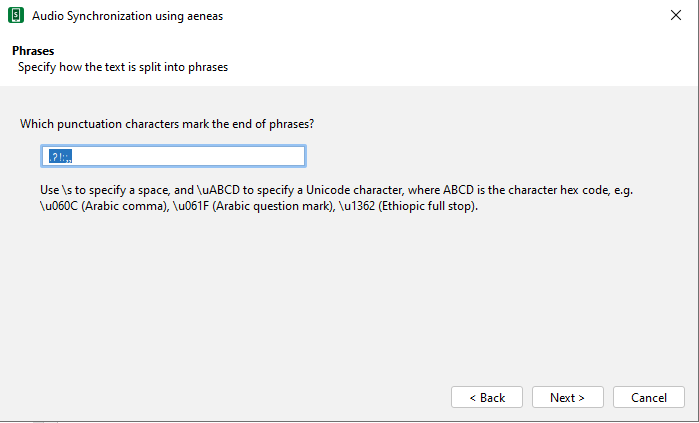 Audio Synchronization using aeneas
Phrases
Specify how the text is split into phrases
Which punctuation characters mark the end of phrases?
.?!:;,
Use \s to specify a space, and \uABCD to specify a Unicode character, where ABCD is the character hex code, e.g.
\u060C (Arabic comma), \u061F (Arabic question mark), \u1362 (Ethiopic full stop).
< Back
Next >
Cancel